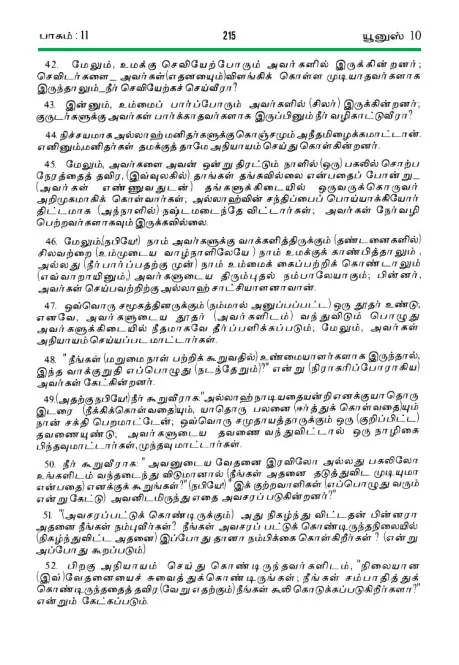 பாகம் : 11 215 யூனுஸ் 10
42. மேலும், உமக்கு செவியேற்போரும் அவர்களில் இருக்கின்றனர்;
செவிடர்களை_ அவர்கள்(எதனையும்)விளங்கிக் கொள்ள முடியாதவர்களாக
இருந்தாலும்_நீர் செவியேற்கச் செய்வீரா?
43. இன்னும், உம்மைப் பார்ப்போரும் அவர்களில் (சிலர்) இருக்கின்றனர்;
குருடர்களுக்கு அவர்கள் பார்க்காதவர்களாக இருப்பினும் நீர் வழிகாட்டுவீரா?
44. நிச்சயமாக அல்லாஹ் மனிதர்களுக்கு கொஞ்சமும் அநீதமிழைக்கமாட்டான்.
எனினும்,மனிதர்கள் தமக்குத் தாமே அநியாயம் செய்து கொள்கின்றனர்.
45. மேலும், அவர்களை அவன் ஒன்று திரட்டும் நாளில் (ஒரு) பகலில் சொற்ப
நேரத்தைத் தவிர, (இவ்வுலகில்) தாங்கள் தங்கவில்லை என்பதைப் போன்று_
(அவர்கள் எண்ணுவதுடன்) தங்களுக்கிடையில் ஒருவருக்கொருவர்
அறிமுகமாகிக் கொள்வார்கள்; அல்லாஹ்வின் சந்திப்பைப் பொய்யாக்கியோர்
திட்டமாக (அந்நாளில்) நஷ்டமடைந்தே விட்டார்கள்; அவர்கள் நேர்வழி
பெற்றவர்களாகவும் இருக்கவில்லை.
46. மேலும்,(நபியே!) நாம் அவர்களுக்கு வாக்களித்திருக்கும் (தண்டனைகளில்)
சிலவற்றை (உம்முடைய வாழ்நாளிலேயே ) நாம் உமக்குக் காண்பித்தாலும் ,
அல்லது (நீர் பார்ப்பதற்கு முன்) நாம் உம்மைக் கைப்பற்றிக் கொண்டாலும்
(எவ்வாறாயினும்,) அவர்களுடைய திரும்புதல் நம்பாலேயாகும்; பின்னர்,
அவர்கள் செய்பவற்றிற்கு அல்லாஹ் சாட்சியாளனாவான்.
47. ஒவ்வொரு சமூகத்தினருக்கும் (நம்மால் அனுப்பப்பட்ட) ஒரு தூதர் உண்டு,
எனவே, அவர்களுடைய தூதர் (அவர்களிடம்) வந்துவிடும் பொழுது
அவர்களுக்கிடையில் நீதமாகவே தீர்ப்பளிக்கப்படும்; மேலும், அவர்கள்
அநியாயம் செய்யப்பட மாட்டார்கள்.
48. "நீங்கள் (மறுமை நாள் பற்றிக் கூறுவதில்) உண்மையாளர்களாக இருந்தால்,
இந்த வாக்குறுதி எப்பொழுது (நடந்தேறும்)?" என்று (நிராகரிப்போராகிய)
அவர்கள் கேட்கின்றனர்.
49.(அதற்கு நபியே!) நீர் கூறுவீராக:"அல்லாஹ் நாடியதையன்றி எனக்கு யாதொரு
இடரை (நீக்கிக்கொள்வதை)யும், யாதொரு பலனை (ஈர்த்துக் கொள்வதை)யும்
நான் சக்தி பெறமாட்டேன்; ஒவ்வொரு சமுதாயத்தாருக்கும் ஒரு (குறிப்பிட்ட)
தவணையுண்டு; அவர்களுடைய தவணை வந்துவிட்டால் ஒரு நாழிகை
பிந்தவுமாட்டார்கள்,முந்தவுமாட்டார்கள்.
50. நீர் கூறுவீராக: " அவனுடைய வேதனை இரவிலோ அல்லது பகலிலோ
உங்களிடம் வந்தடைந்து விடுமானால் (நீங்கள் அதனை தடுத்துவிட முடியுமா
என்பதை) எனக்குக் கூறுங்கள்?" (நபியே!) "இக் குற்றவாளிகள் (எப்பொழுது வரும்
என்று கேட்டு) அவனிடமிருந்து எதை அவசரப் படுகின்றனர்?"
51. "(அவசரப்பட்டுக் கொண்டிருக்கும்) அது நிகழ்ந்து விட்டதன் பின்னரா
அதனை நீங்கள் நம்புவீர்கள்? நீங்கள் அவசரப் பட்டுக் கொண்டிருந்தநிலையில்
(நிகழ்ந்துவிட்ட அதனை) இப்போது தானா நம்பிக்கை கொள்கிறீர்கள் ? (என்று
அப்போது கூறப்படும்)
52. பிறகு அநியாயம் செய்து கொண்டிருந்தவர்களிடம், "நிலையான
(இவ்)வேதனையைச் சுவைத்துக்கொண்டிருங்கள்; நீங்கள் சம்பாதித்துக்
கொண்டிருந்ததைத் தவிர (வேறு எதற்கும்) நீங்கள் கூலி கொடுக்கப்படுகிறீர்களா?"
என்றும் கேட்கப்படும்.